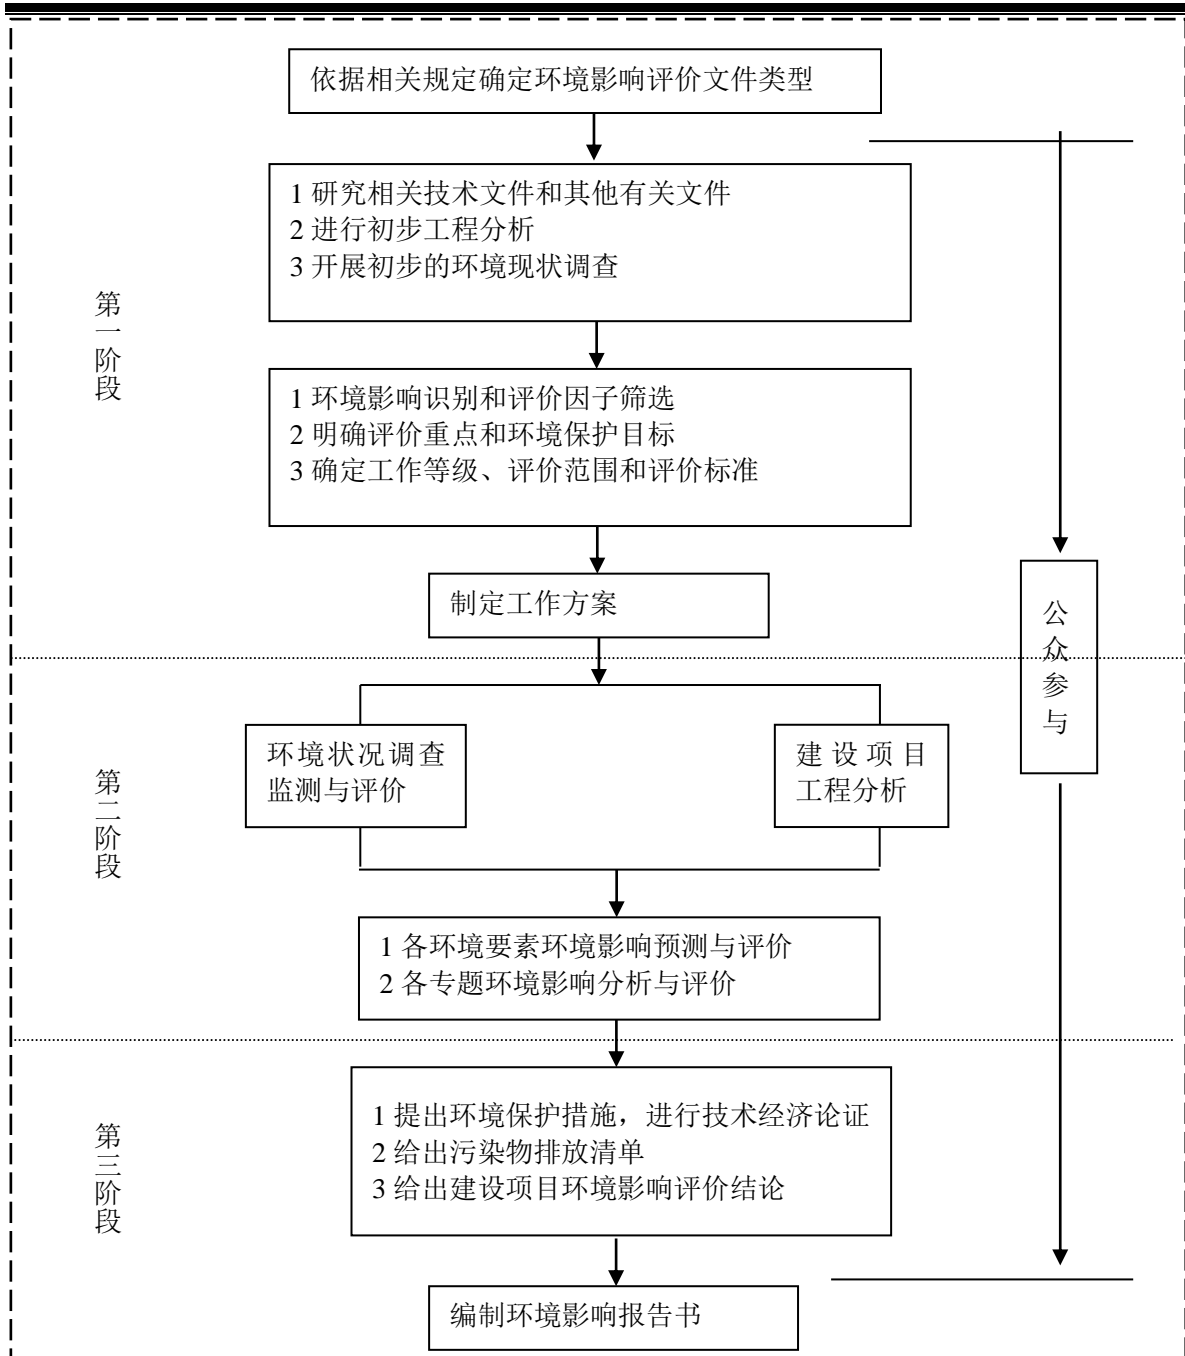 依据相关规定确定环境影响评价文件类型
1 研究相关技术文件和其他有关文件
2 进行初步工程分析
3 开展初步的环境现状调查
第一阶段
1 环境影响识别和评价因子筛选
2 明确评价重点和环境保护目标
3 确定工作等级、评价范围和评价标准
制定工作方案
公众参与
环境状况调查
监测与评价
建设项目
工程分析
第二阶段
1 各环境要素环境影响预测与评价
2 各专题环境影响分析与评价
第三阶段
1 提出环境保护措施，进行技术经济论证
2 给出污染物排放清单
3 给出建设项目环境影响评价结论
编制环境影响报告书